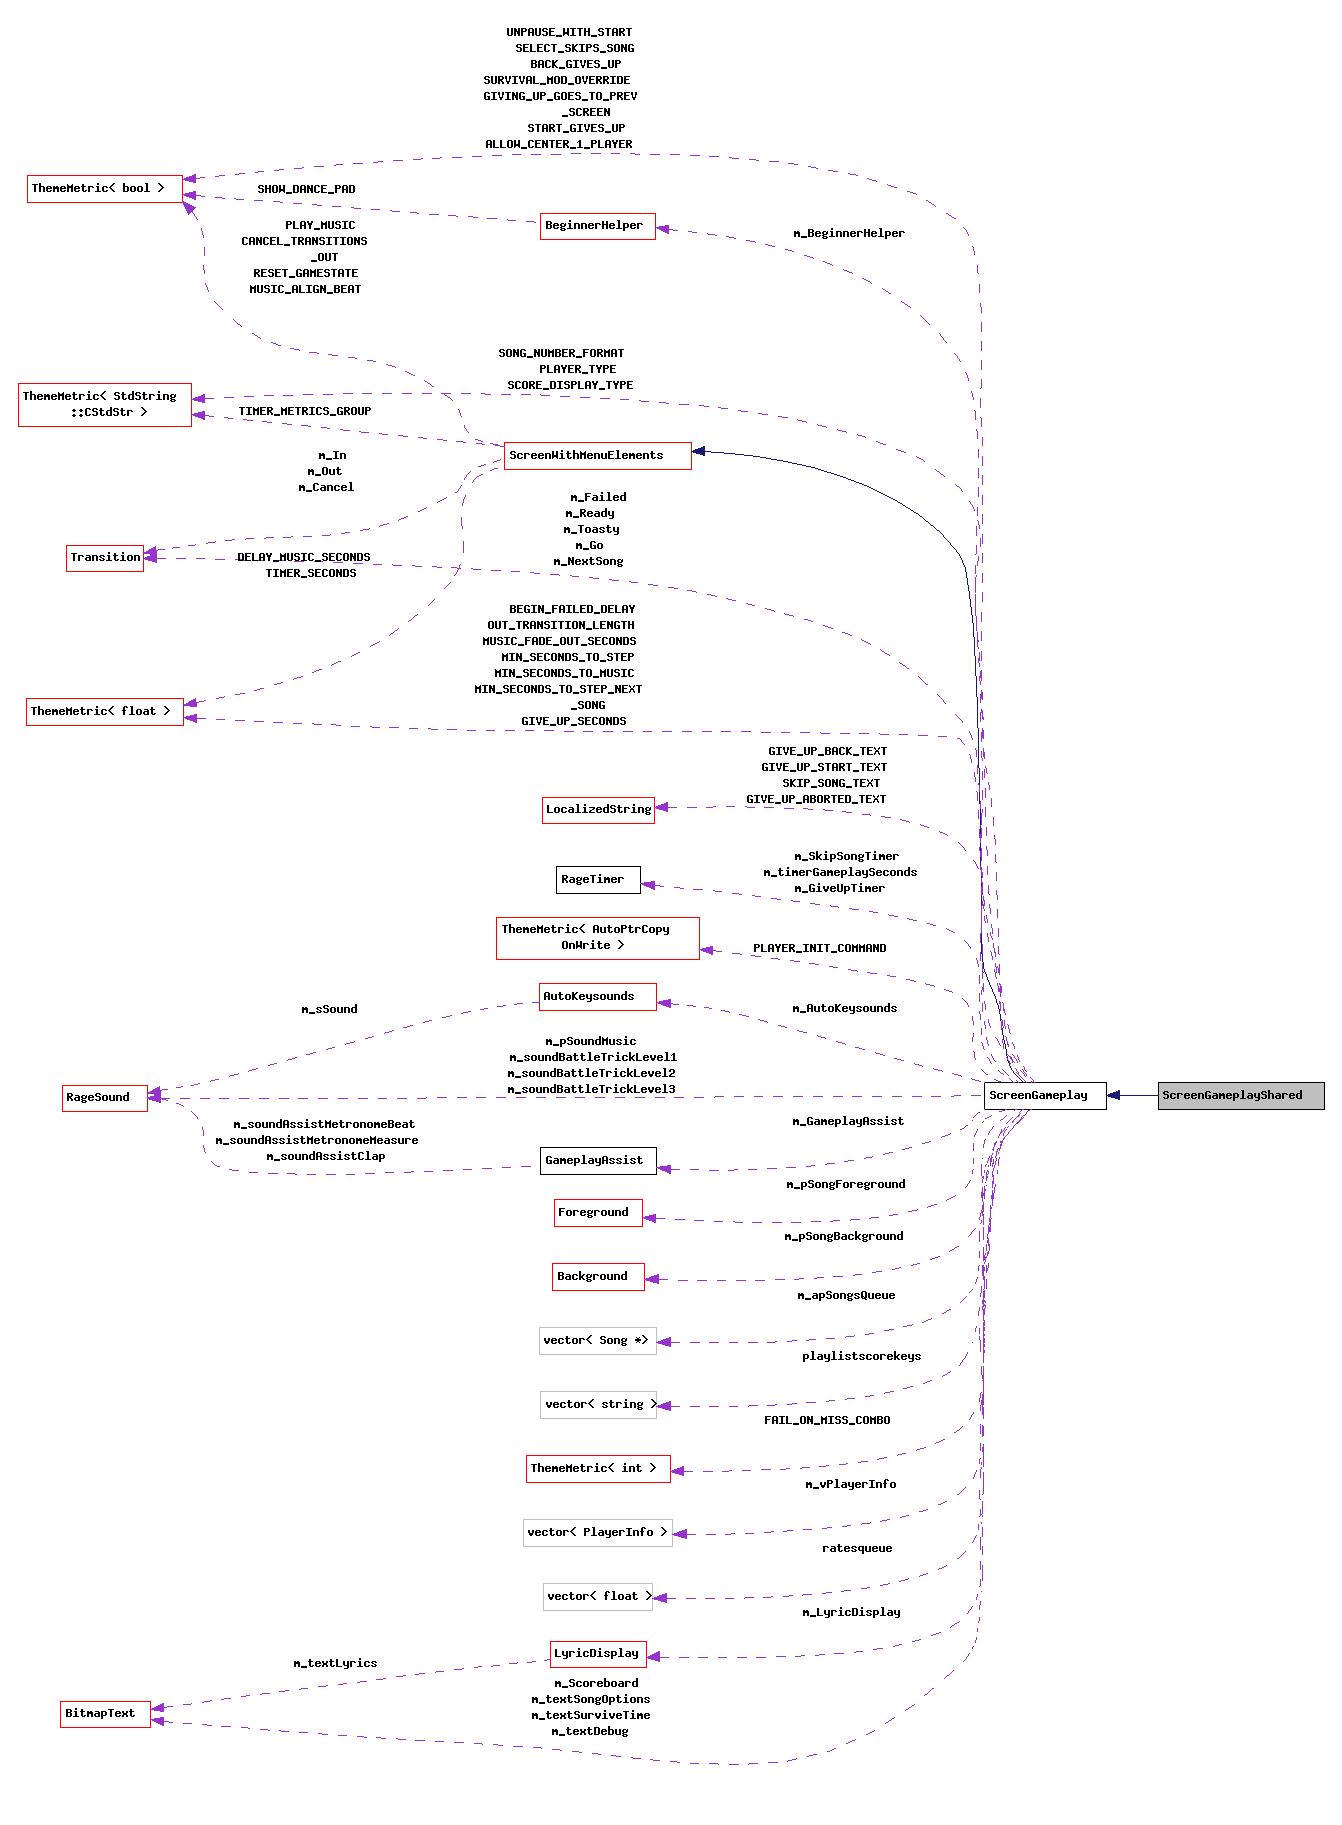 UNPAUSE_WITH_START
SELECT_SKIPS_SONG
BACK_GIVES_UP
SURVIVAL_MOD_OVERRIDE
GIVING_UP_GOES_TO_PREV
_SCREEN
START_GIVES_UP
ALLOW_CENTER_1_PLAYER
ThemeMetric< bool >
SHOW_DANCE_PAD
BeginnerHelper
m_BeginnerHelper
PLAY_MUSIC
CANCEL_TRANSITIONS
_OUT
RESET_GAMESTATE
MUSIC_ALIGN_BEAT
SONG_NUMBER_FORMAT
PLAYER_TYPE
SCORE_DISPLAY_TYPE
ThemeMetric< StdString
::CStdStr >
TIMER_METRICS_GROUP
ScreenWithMenuElements
m_In
m_Out
m_Cancel
m_Failed
m_Ready
m_Toasty
m_Go
m_NextSong
Transition
DELAY_MUSIC_SECONDS
TIMER_SECONDS
BEGIN_FAILED_DELAY
OUT_TRANSITION_LENGTH
MUSIC_FADE_OUT_SECONDS
MIN_SECONDS_TO_STEP
MIN_SECONDS_TO_MUSIC
MIN_SECONDS_TO_STEP_NEXT
_SONG
GIVE_UP_SECONDS
ThemeMetric< float >
GIVE_UP_BACK_TEXT
GIVE_UP_START_TEXT
SKIP_SONG_TEXT
GIVE_UP_ABORTED_TEXT
LocalizedString
m_SkipSongTimer
m_timerGameplaySeconds
m_GiveUpTimer
RageTimer
ThemeMetric< AutoPtrCopy
OnWrite >
PLAYER_INIT_COMMAND
AutoKeysounds
m_sSound
m_AutoKeysounds
m_pSoundMusic
m_soundBattleTrickLevel1
m_soundBattleTrickLevel2
m_soundBattleTrickLevel3
RageSound
ScreenGameplay
ScreenGameplayShared
m_soundAssistMetronomeBeat
m_soundAssistMetronomeMeasure
m_soundAssistClap
m_GameplayAssist
GameplayAssist
m_pSongForeground
Foreground
m_pSongBackground
Background
m_apSongsQueue
vector< Song *>
playlistscorekeys
vector< string >
FAIL_ON_MISS_COMBO
ThemeMetric< int >
m_vPlayerInfo
vector< PlayerInfo >
ratesqueue
vector< float >
m_LyricDisplay
LyricDisplay
m_textLyrics
m_Scoreboard
m_textSongOptions
m_textSurviveTime
m_textDebug
BitmapText